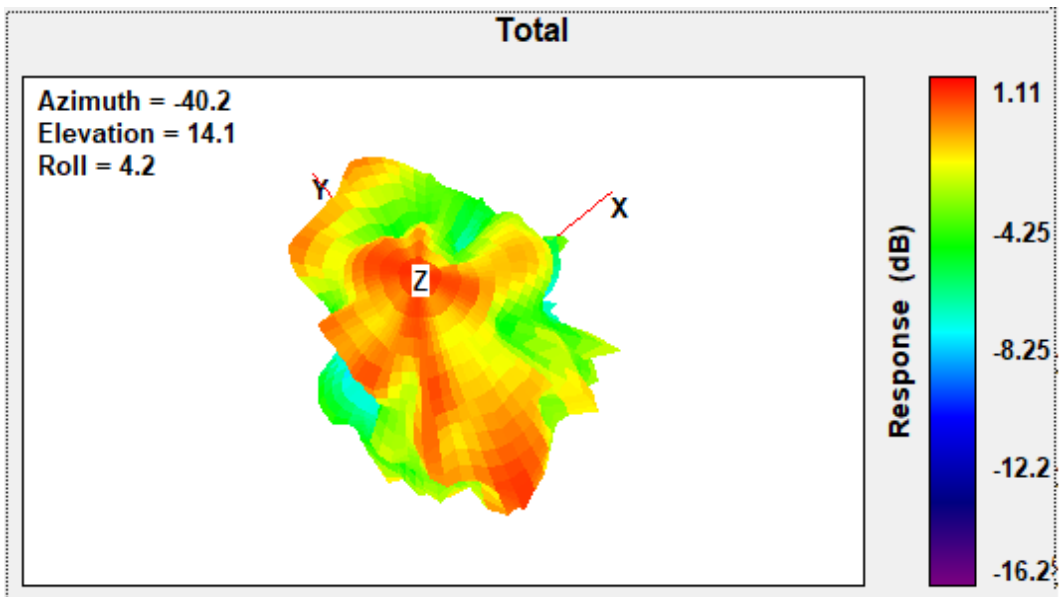 Total
Azimuth = -40.2
Elevation = 14.1
Roll = 4.2
Y
X
Z
Response (dB)
1.11
-4.25
-8.25
-12.2
-16.2